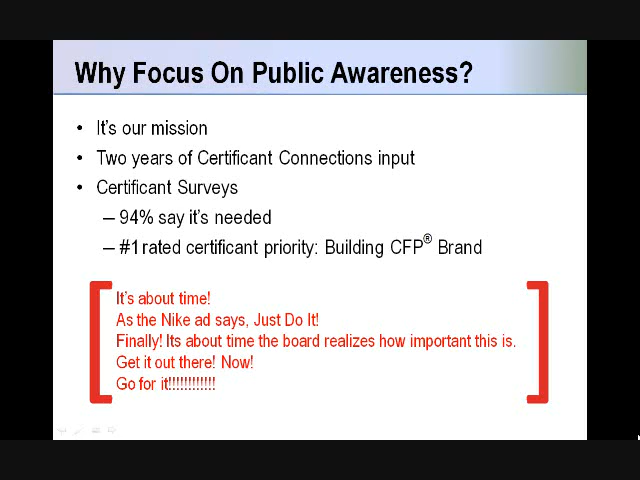 Why Focus On Public Awareness?
• It's our mission
• Two years of Certificant Connections input
• Certificant Surveys
– 94% say it's needed
– #1 rated certificant priority: Building CFP® Brand
It's about time!
As the Nike ad says, Just Do It!
Finally! Its about time the board realizes how important this is.
Get it out there! Now!
Go for it!!!!!!!!!!!!